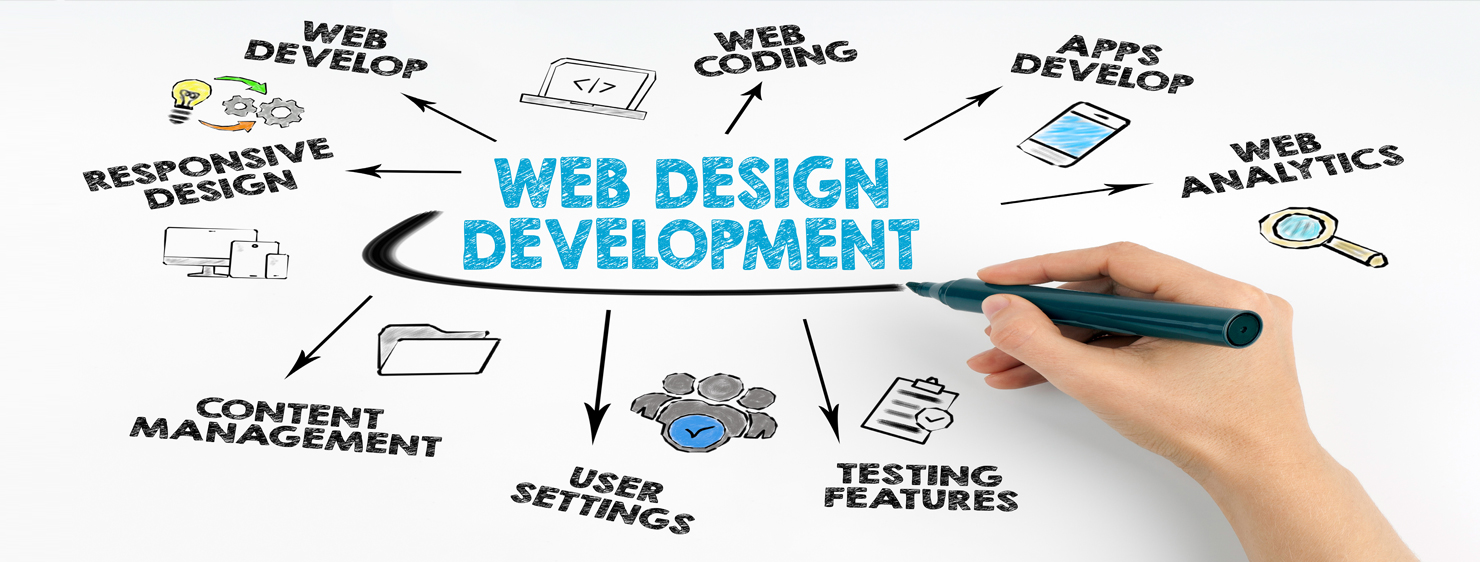 WEB
DEVELOP
WEB
CODING
APPS
DEVELOP
RESPONSIVE
DESIGN
WEB DESIGN
DEVELOPMENT
WEB
ANALYTICS
</>
CONTENT
MANAGEMENT
USER
SETTINGS
TESTING
FEATURES